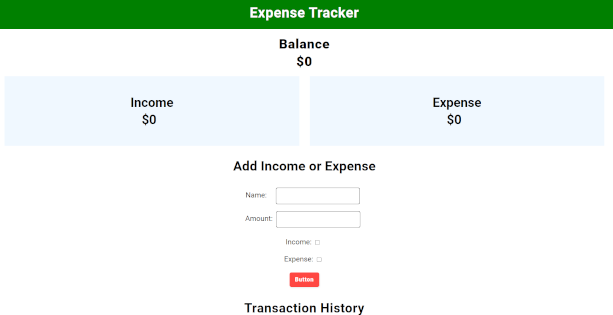 Expense Tracker
Balance
$0
Income
$0
Expense
$0
Add Income or Expense
Name:
Amount:
Income:
Expense:
Button
Transaction History